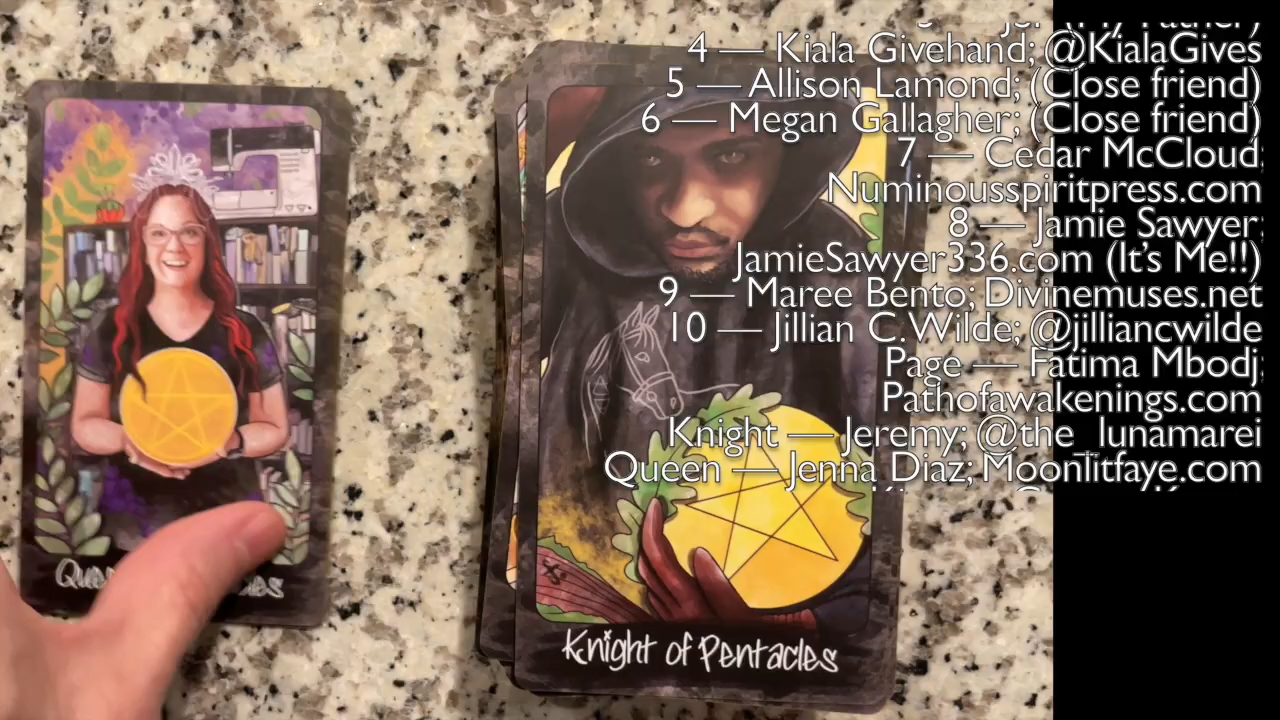 4 — Kiala Givehand; @KialaGives
5 — Allison Lamond; (Close friend)
6 — Megan Gallagher; (Close friend)
7 — Cedar McCloud;
Numinousspiritpress.com
8 — Jamie Sawyer;
JamieSawyer336.com (It's Me!!)
9 — Maree Bento; Divinemuses.net
10 — Jillian C. Wilde; @jilliancwilde
Page — Fatima Mbodj;
Pathofawakenings.com
Knight — Jeremy; @the_lunamarei
Queen — Jenna Diaz; Moonlitfaye.com
Knight of Pentacles